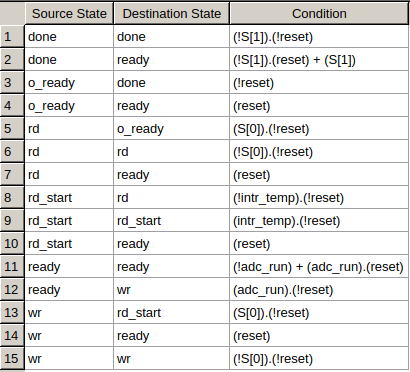 Source State Destination State Condition
1 done done (!S[1]).(!reset)
2 done ready (!S[1]).(reset) + (S[1])
3 o_ready done (!reset)
4 o_ready ready (reset)
5 rd o_ready (S[0]).(!reset)
6 rd rd (!S[0]).(!reset)
7 rd ready (reset)
8 rd_start rd (!intr_temp).(!reset)
9 rd_start rd_start (intr_temp).(!reset)
10 rd_start ready (reset)
11 ready ready (!adc_run) + (adc_run).(reset)
12 ready wr (adc_run).(!reset)
13 wr rd_start (S[0]).(!reset)
14 wr ready (reset)
15 wr wr (!S[0]).(!reset)